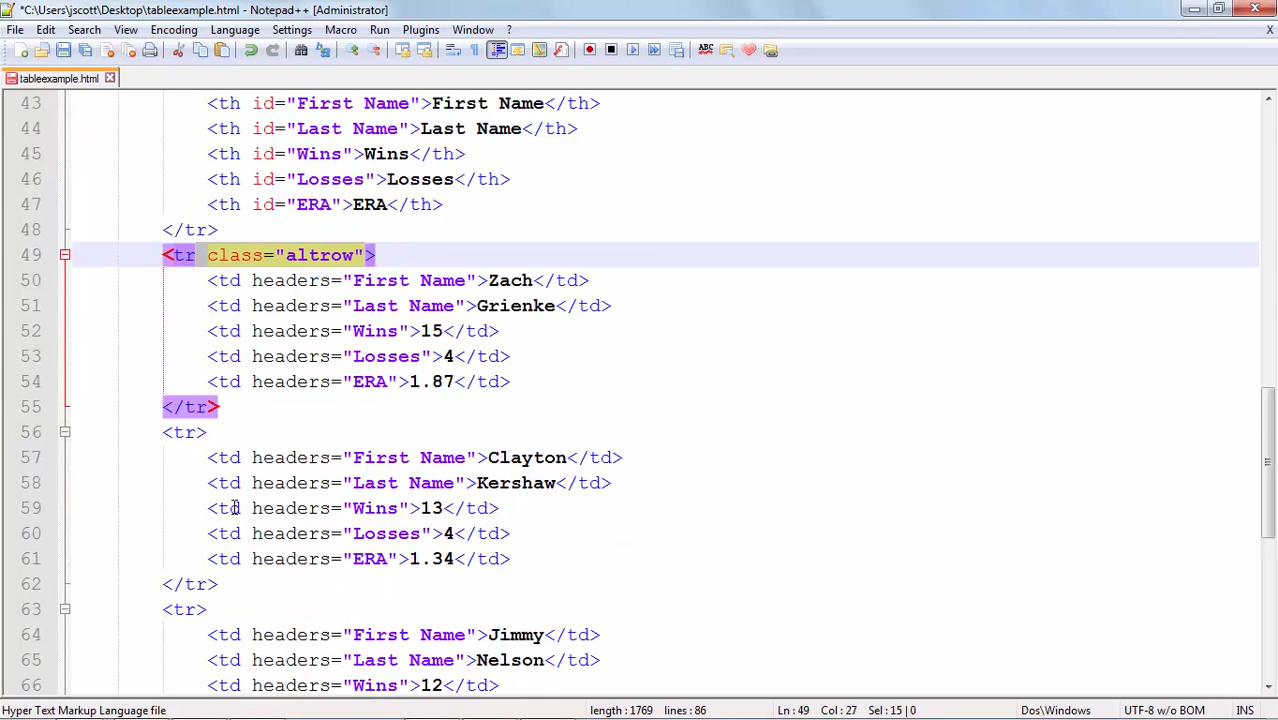 *C:\Users\jscott\Desktop\tableexample.html - Notepad++ [Administrator]
File Edit Search View Encoding Language Settings Macro Run Plugins Window ? X
tableexample.html
43 <th id="First Name">First Name</th>
44 <th id="Last Name">Last Name</th>
45 <th id="Wins">Wins</th>
46 <th id="Losses">Losses</th>
47 <th id="ERA">ERA</th>
48 </tr>
49 <tr class="altrow">
50 <td headers="First Name">Zach</td>
51 <td headers="Last Name">Grienke</td>
52 <td headers="Wins">15</td>
53 <td headers="Losses">4</td>
54 <td headers="ERA">1.87</td>
55 </tr>
56 <tr>
57 <td headers="First Name">Clayton</td>
58 <td headers="Last Name">Kershaw</td>
59 <td headers="Wins">13</td>
60 <td headers="Losses">4</td>
61 <td headers="ERA">1.34</td>
62 </tr>
63 <tr>
64 <td headers="First Name">Jimmy</td>
65 <td headers="Last Name">Nelson</td>
66 <td headers="Wins">12</td>
Hyper Text Markup Language file length : 1769 lines : 86 Ln : 49 Col : 27 Sel : 15 | 0 Dos\Windows UTF-8 w/o BOM INS